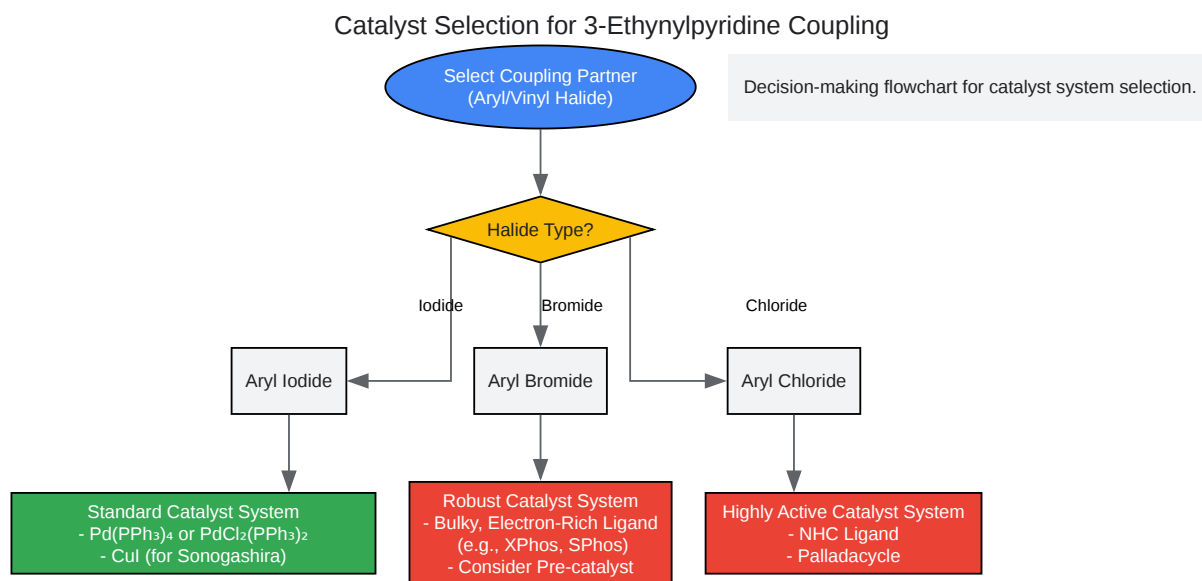 Catalyst Selection for 3-Ethynylpyridine Coupling
Select Coupling Partner
(Aryl/Vinyl Halide)
Decision-making flowchart for catalyst system selection.
Halide Type?
Iodide
Bromide
Chloride
Aryl Iodide
Aryl Bromide
Aryl Chloride
Standard Catalyst System
- Pd(PPh₃)₄ or PdCl₂(PPh₃)₂
- CuI (for Sonogashira)
Robust Catalyst System
- Bulky, Electron-Rich Ligand
(e.g., XPhos, SPhos)
- Consider Pre-catalyst
Highly Active Catalyst System
- NHC Ligand
- Palladacycle